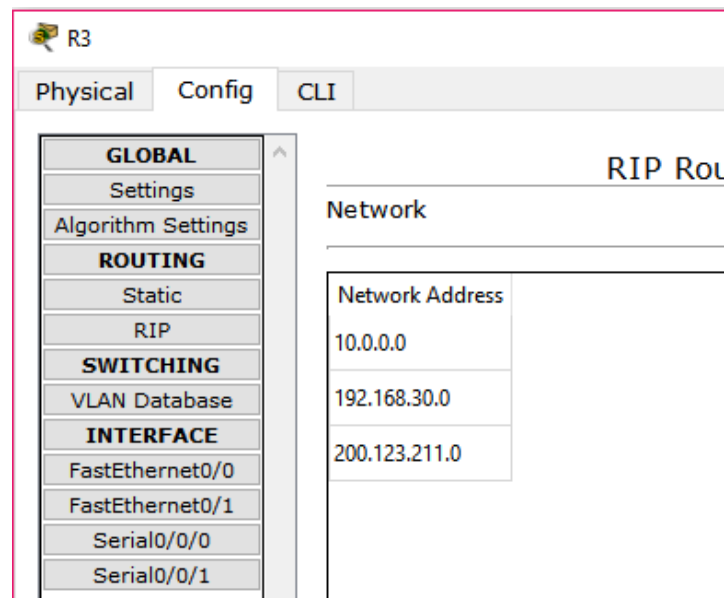 R3
Physical Config CLI
GLOBAL
Settings
Algorithm Settings
ROUTING
Static
RIP
SWITCHING
VLAN Database
INTERFACE
FastEthernet0/0
FastEthernet0/1
Serial0/0/0
Serial0/0/1
RIP Rou
Network
Network Address
10.0.0.0
192.168.30.0
200.123.211.0